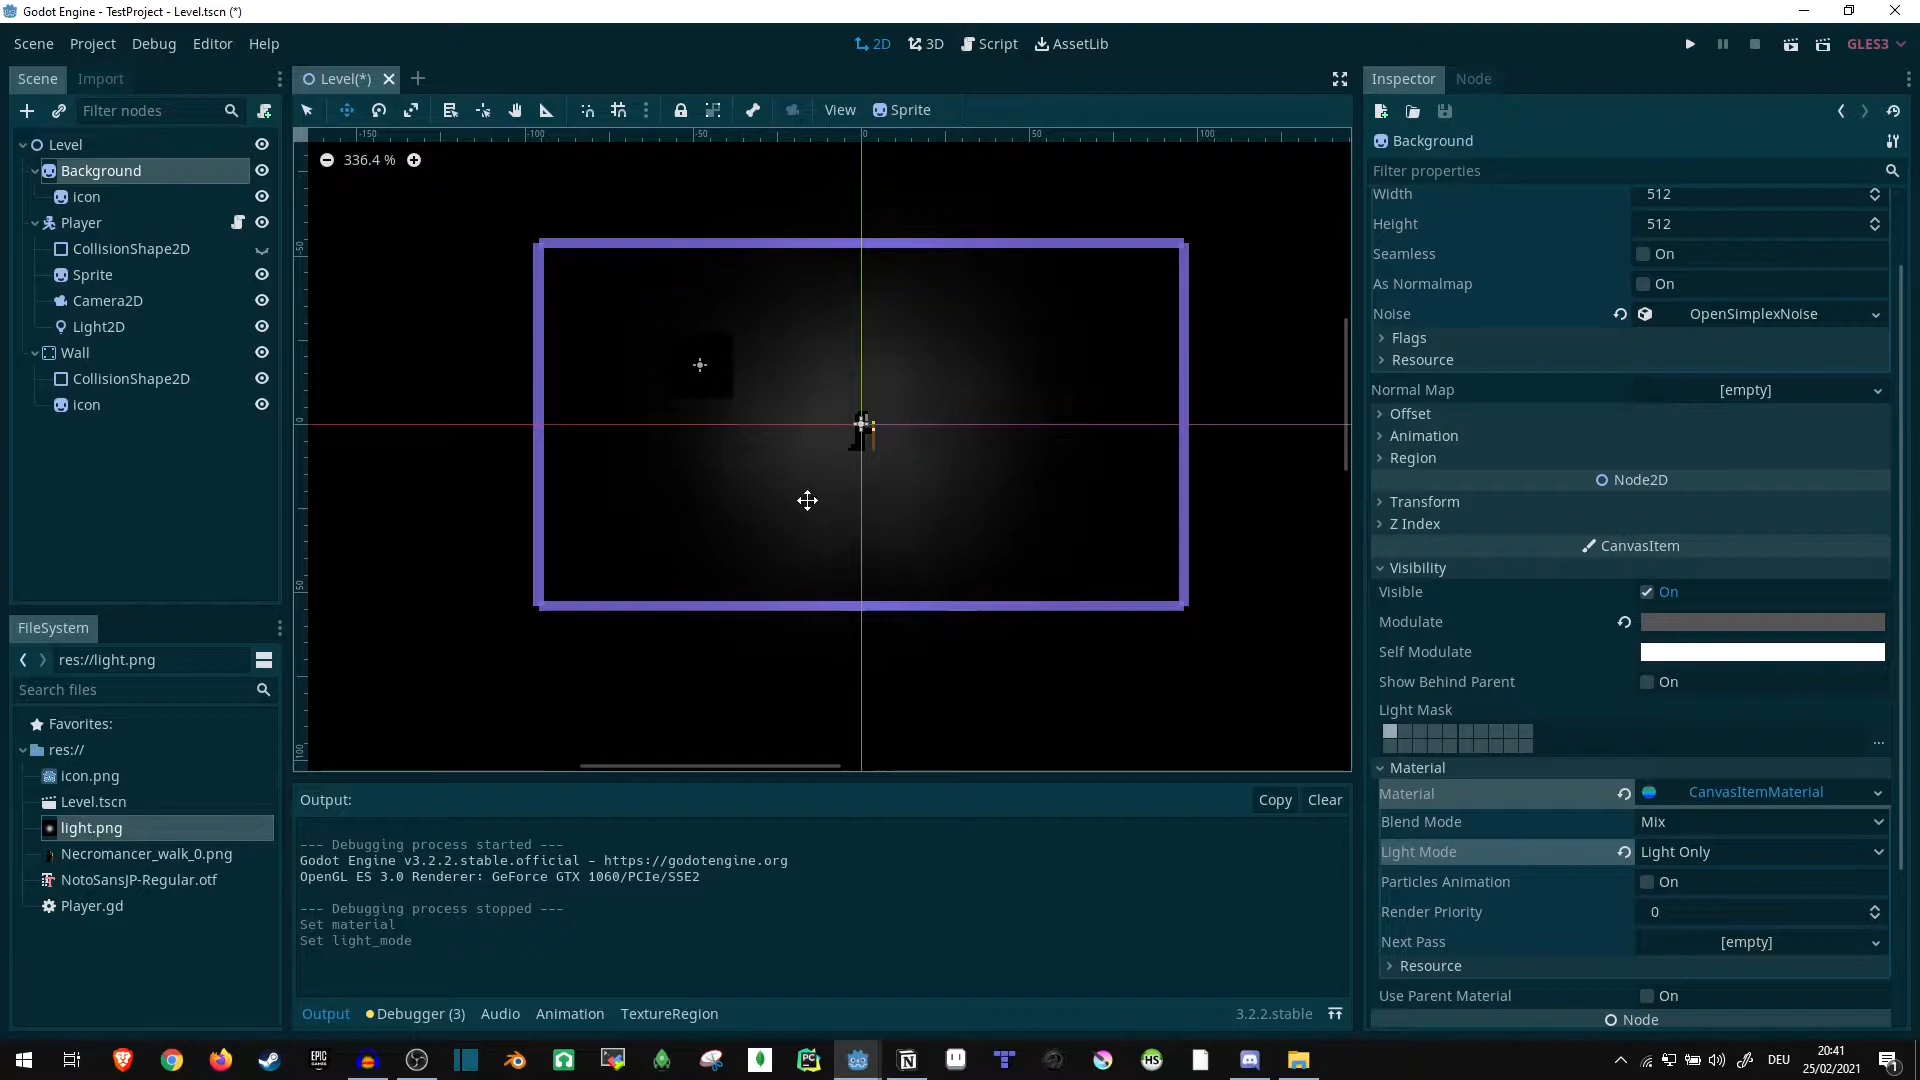 Godot Engine - TestProject - Level.tscn (*)
Scene Project Debug Editor Help
2D 3D Script AssetLib
GLES3
Scene Import
Level(*)
Inspector Node
Filter nodes
View Sprite
Level
Background
icon
Player
CollisionShape2D
Sprite
Camera2D
Light2D
Wall
CollisionShape2D
icon
-150 -100 -50 0 50 100
336.4 %
-50
0
50
100
FileSystem
res://light.png
Search files
Favorites:
res://
icon.png
Level.tscn
light.png
Necromancer_walk_0.png
NotoSansJP-Regular.otf
Player.gd
Output:
Copy Clear
--- Debugging process started ---
Godot Engine v3.2.2.stable.official - https://godotengine.org
OpenGL ES 3.0 Renderer: GeForce GTX 1060/PCIe/SSE2
--- Debugging process stopped ---
Set material
Set light_mode
Output Debugger (3) Audio Animation TextureRegion
3.2.2.stable
Background
Filter properties
Width 512
Height 512
Seamless On
As Normalmap On
Noise OpenSimplexNoise
Flags
Resource
Normal Map [empty]
Offset
Animation
Region
Node2D
Transform
Z Index
CanvasItem
Visibility
Visible On
Modulate
Self Modulate
Show Behind Parent On
Light Mask
...
Material
Material CanvasItemMaterial
Blend Mode Mix
Light Mode Light Only
Particles Animation On
Render Priority 0
Next Pass [empty]
Resource
Use Parent Material On
Node
EPIC
PC
HS
DEU
20:41
25/02/2021
1